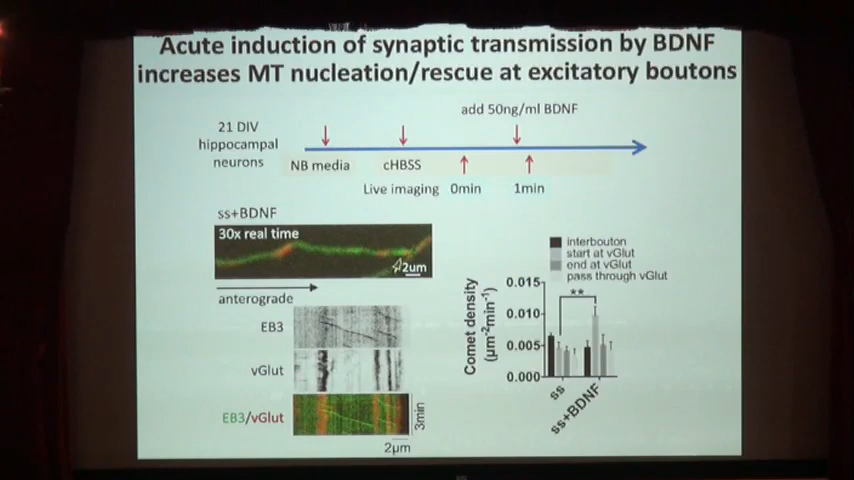 Acute induction of synaptic transmission by BDNF
increases MT nucleation/rescue at excitatory boutons
add 50ng/ml BDNF
21 DIV
hippocampal
neurons
NB media
cHBSS
Live imaging
0min
1min
ss+BDNF
30x real time
2um
anterograde
EB3
vGlut
EB3/vGlut
3min
2μm
interbouton
start at vGlut
end at vGlut
pass through vGlut
Comet density
(μm⁻²min⁻¹)
0.015
0.010
0.005
0.000
**
ss
ss+BDNF